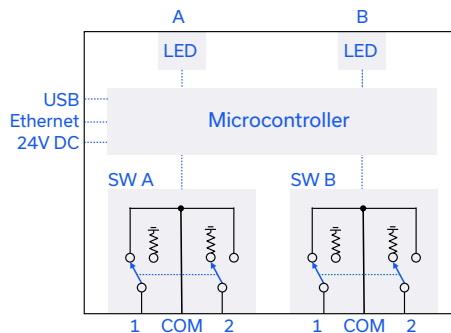 A B
LED LED
USB
Ethernet
24V DC
Microcontroller
SW A SW B
1 COM 2 1 COM 2